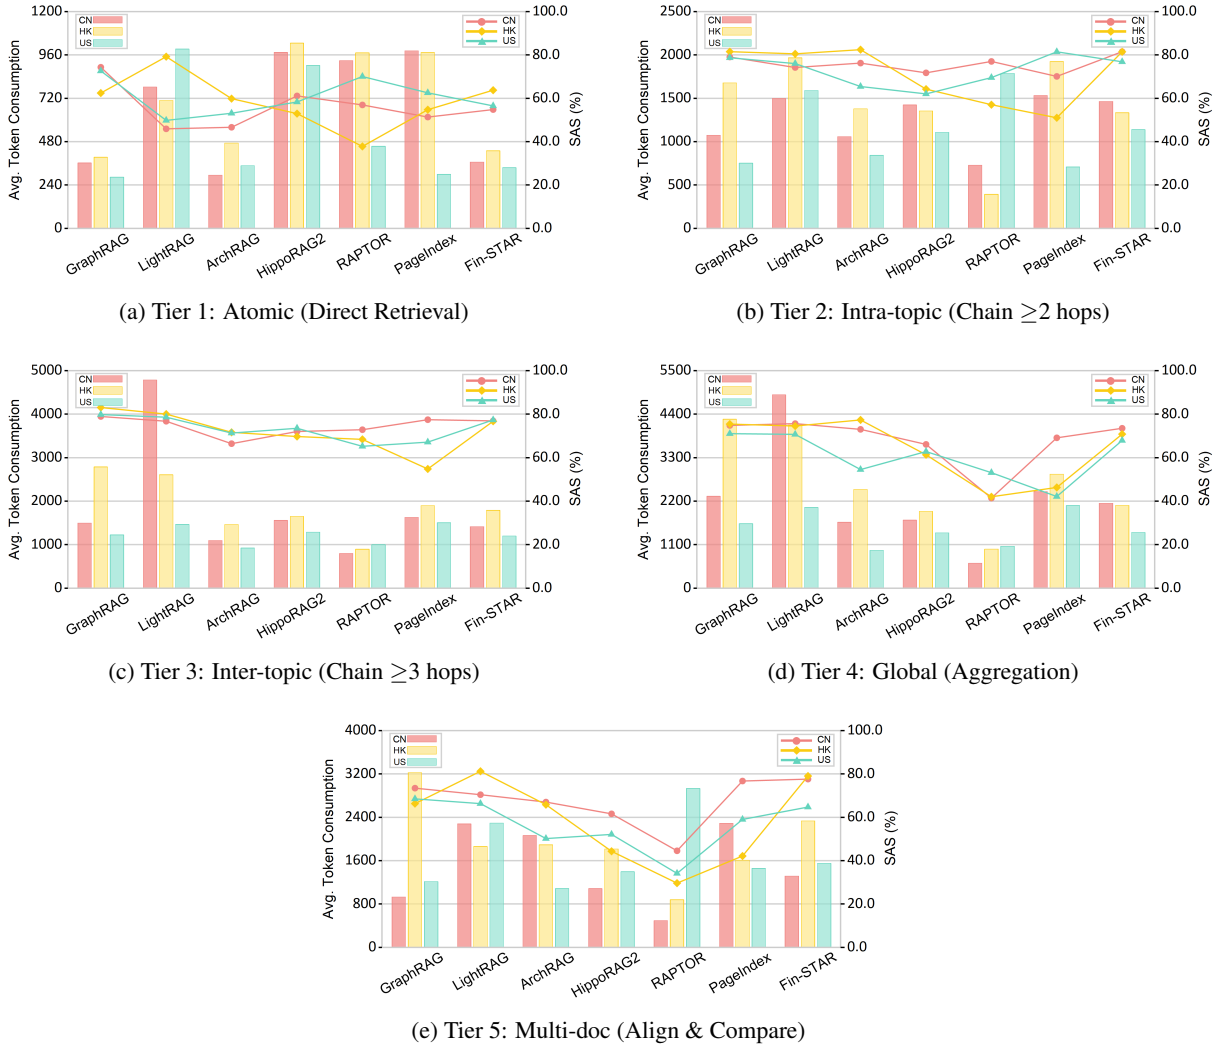 1200
960
720
480
240
0
Avg. Token Consumption
CN
HK
US
CN
HK
US
100.0
80.0
60.0
40.0
20.0
0.0
SAS (%)
GraphRAG
LightRAG
ArchRAG
HippoRAG2
RAPTOR
PageIndex
Fin-STAR
(a) Tier 1: Atomic (Direct Retrieval)
2500
2000
1500
1000
500
0
Avg. Token Consumption
CN
HK
US
CN
HK
US
100.0
80.0
60.0
40.0
20.0
0.0
SAS (%)
GraphRAG
LightRAG
ArchRAG
HippoRAG2
RAPTOR
PageIndex
Fin-STAR
(b) Tier 2: Intra-topic (Chain ≥2 hops)
5000
4000
3000
2000
1000
0
Avg. Token Consumption
CN
HK
US
CN
HK
US
100.0
80.0
60.0
40.0
20.0
0.0
SAS (%)
GraphRAG
LightRAG
ArchRAG
HippoRAG2
RAPTOR
PageIndex
Fin-STAR
(c) Tier 3: Inter-topic (Chain ≥3 hops)
5500
4400
3300
2200
1100
0
Avg. Token Consumption
CN
HK
US
CN
HK
US
100.0
80.0
60.0
40.0
20.0
0.0
SAS (%)
GraphRAG
LightRAG
ArchRAG
HippoRAG2
RAPTOR
PageIndex
Fin-STAR
(d) Tier 4: Global (Aggregation)
4000
3200
2400
1600
800
0
Avg. Token Consumption
CN
HK
US
CN
HK
US
100.0
80.0
60.0
40.0
20.0
0.0
SAS (%)
GraphRAG
LightRAG
ArchRAG
HippoRAG2
RAPTOR
PageIndex
Fin-STAR
(e) Tier 5: Multi-doc (Align & Compare)